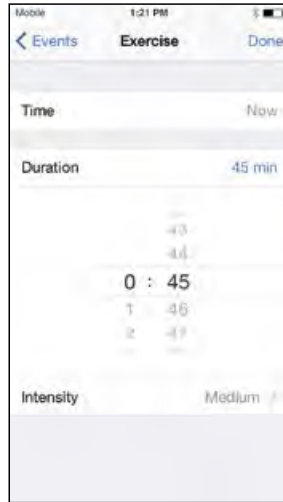 Mobile 1:21 PM
Events Exercise Done
Time Now
Duration 45 min
43
44
0 : 45
1 46
2 47
Intensity Medium